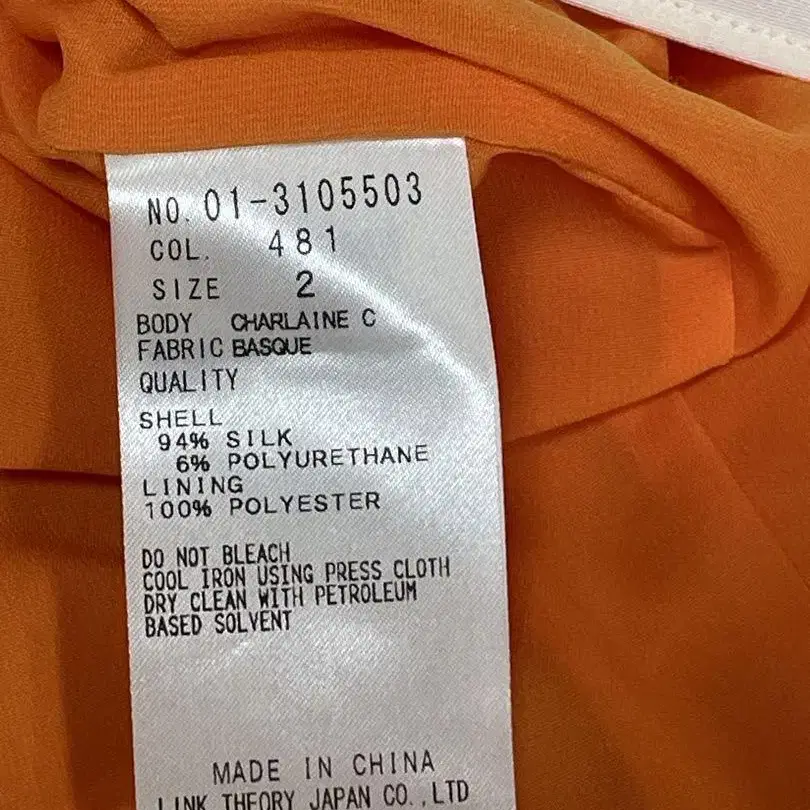 NO. 01-3105503
COL. 481
SIZE 2
BODY CHARLAINE C
FABRIC BASQUE
QUALITY
SHELL
94% SILK
6% POLYURETHANE
LINING
100% POLYESTER
DO NOT BLEACH
COOL IRON USING PRESS CLOTH
DRY CLEAN WITH PETROLEUM
BASED SOLVENT
MADE IN CHINA
LINK THEORY JAPAN CO.,LTD